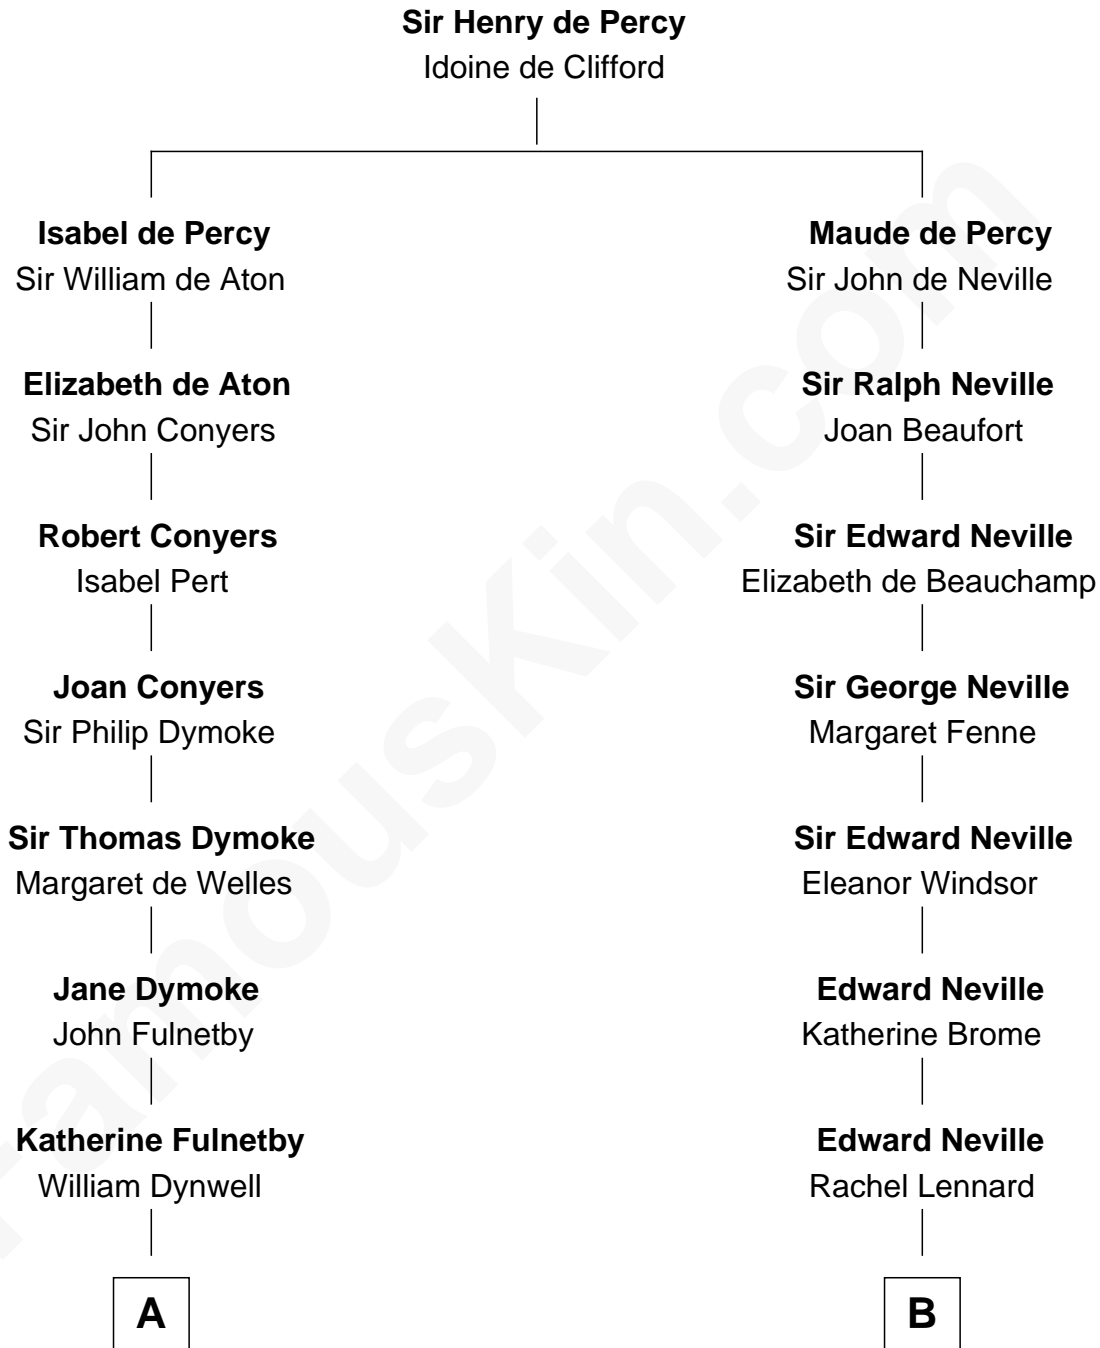 Sir Henry de Percy
Idoine de Clifford
Isabel de Percy
Sir William de Aton
Maude de Percy
Sir John de Neville
Elizabeth de Aton
Sir John Conyers
Sir Ralph Neville
Joan Beaufort
Robert Conyers
Isabel Pert
Sir Edward Neville
Elizabeth de Beauchamp
Joan Conyers
Sir Philip Dymoke
Sir George Neville
Margaret Fenne
Sir Thomas Dymoke
Margaret de Welles
Sir Edward Neville
Eleanor Windsor
Jane Dymoke
John Fulnetby
Edward Neville
Katherine Brome
Katherine Fulnetby
William Dynwell
Edward Neville
Rachel Lennard
A
B
FamousKin.com